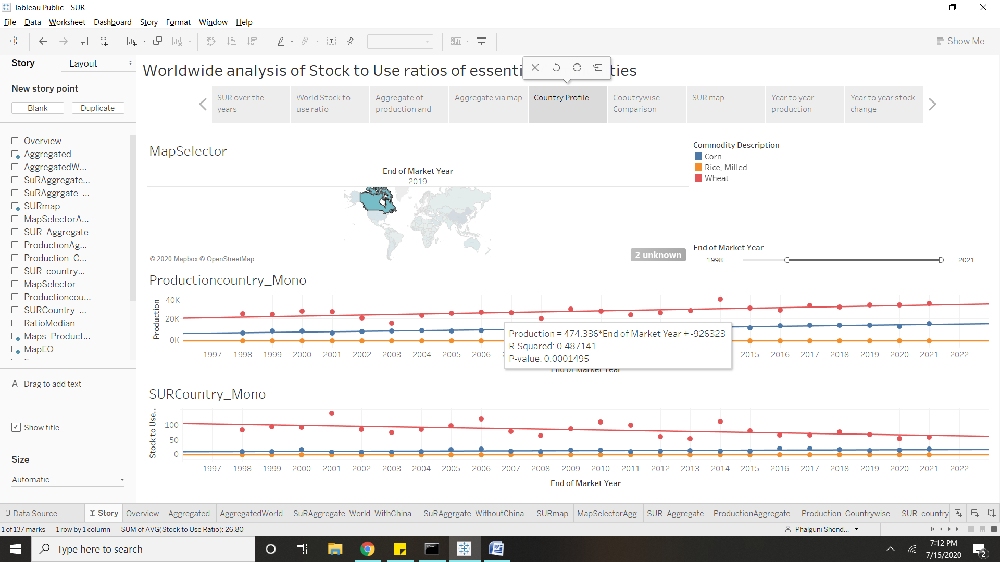 Tableau Public - SUR
File Data Worksheet Dashboard Story Format Window Help
Show Me
Story Layout
New story point
Blank Duplicate
Overview
Aggregated
AggregatedW...
SuRAggregate...
SuRAggrgate_...
SURmap
MapSelectorA...
SUR_Aggregate
ProductionAg...
Production_C...
SUR_country...
MapSelector
Productioncou...
SURCountry_...
RatioMedian
Maps_Product...
MapEO
A Drag to add text
Show title
Size
Automatic
Worldwide analysis of Stock to Use ratios of essenti ties
SUR over the
years
World Stock to
use ratio
Aggregate of
production and
Aggregate via map
Country Profile
Cooutrywise
Comparison
SUR map
Year to year
production
Year to year stock
change
MapSelector
End of Market Year
2019
© 2020 Mapbox © OpenStreetMap
2 unknown
Commodity Description
Corn
Rice, Milled
Wheat
End of Market Year
1998 2021
Productioncountry_Mono
Production
40K
20K
0K
1997 1998 1999 2000 2001 2002 2003 2004 2005 2006 2015 2016 2017 2018 2019 2020 2021 2022
End of Market Year
Production = 474.336*End of Market Year + -926323
R-Squared: 0.487141
P-value: 0.0001495
SURCountry_Mono
Stock to Use..
100
50
0
1997 1998 1999 2000 2001 2002 2003 2004 2005 2006 2007 2008 2009 2010 2011 2012 2013 2014 2015 2016 2017 2018 2019 2020 2021 2022
End of Market Year
Data Source Story Overview Aggregated AggregatedWorld SuRAggregate_World_WithChina SuRAggrgate_WithoutChina SURmap MapSelectorAgg SUR_Aggregate ProductionAggregate Production_Countrywise SUR_country
1 of 137 marks 1 row by 1 column SUM of AVG(Stock to Use Ratio): 26.80 Phalguni Shend...
Type here to search
7:12 PM
7/15/2020
2